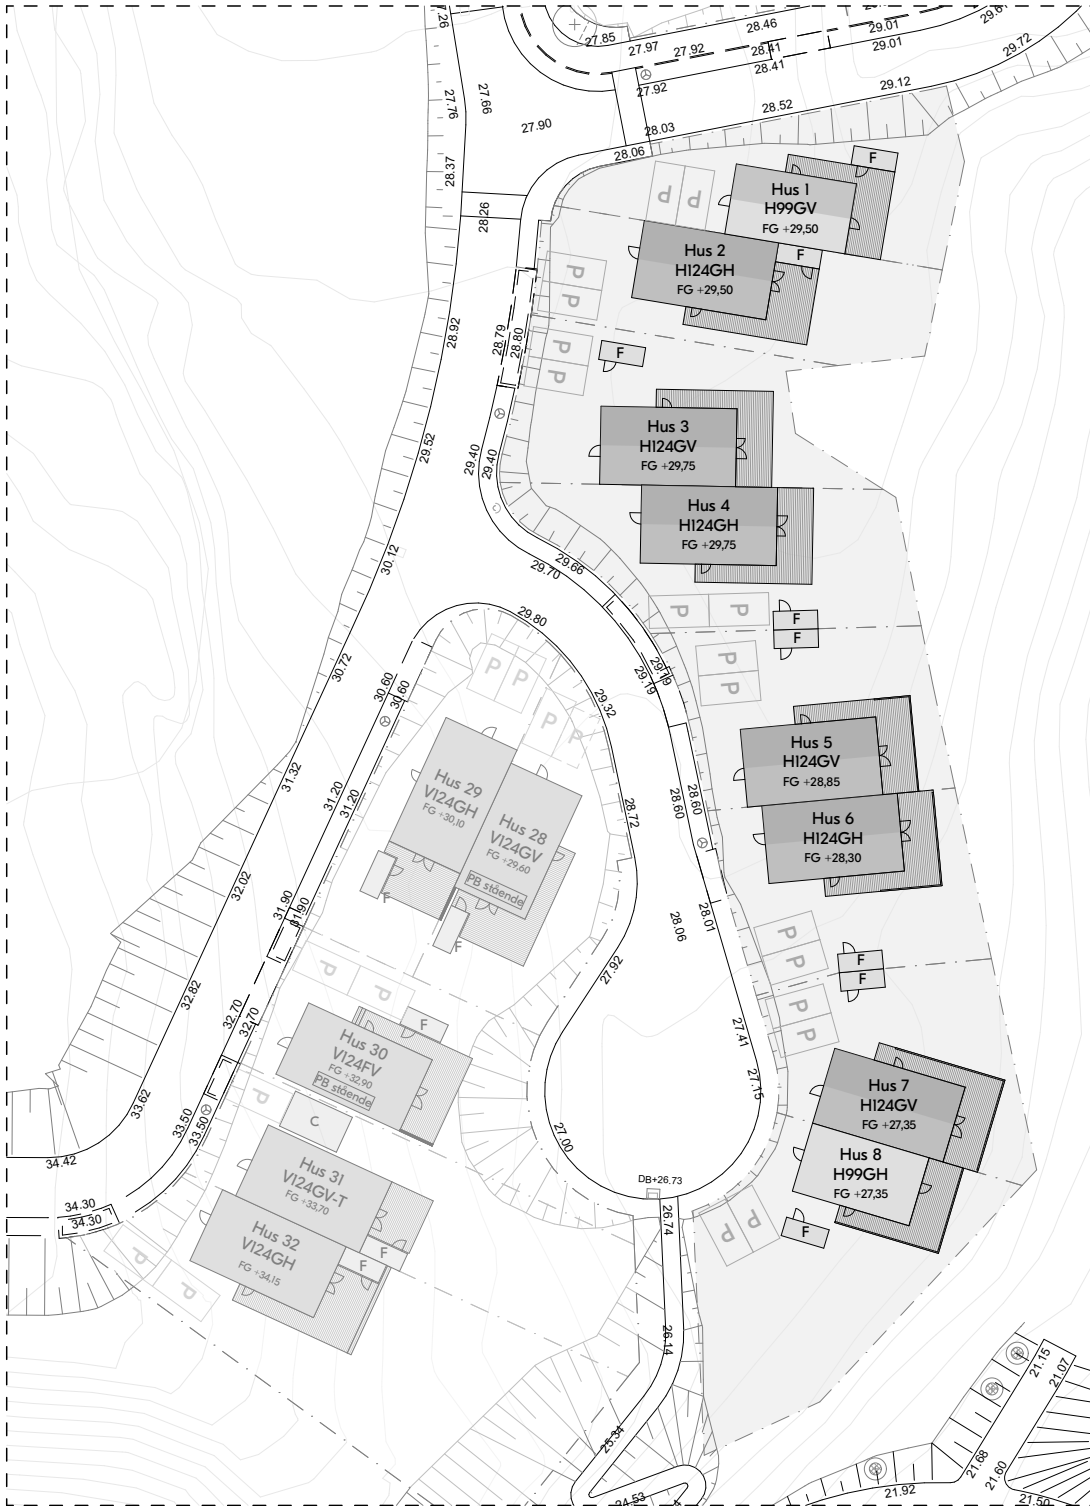 28.46
29.01
27.85
27.97
27.92
28.41
29.01
29.72
28.41
27.92
29.12
27.76
27.66
27.90
28.52
28.03
28.06
28.37
28.26
P P
Hus 1
H99GV
FG +29,50
F
Hus 2
H124GH
FG +29,50
F
P
P
28.92
28.79
28.80
P
P
F
29.52
29.40
29.40
Hus 3
H124GV
FG +29,75
Hus 4
H124GH
FG +29,75
30.12
29.66
29.70
29.80
P P
F
F
30.72
30.60
30.60
P P
P P
29.19
29.19
P
P
29.32
Hus 5
H124GV
FG +28,85
Hus 6
H124GH
FG +28,30
31.32
31.20
31.20
Hus 29
V124GH
FG +30,10
Hus 28
V124GV
FG +29,60
PB stående
F
F
28.72
28.60
28.60
32.02
31.90
31.90
28.06
28.01
P
P
F
F
27.92
P
P
32.82
32.70
32.70
P P
F
Hus 30
V124FV
FG +32,90
PB stående
27.41
27.15
Hus 7
H124GV
FG +27,35
Hus 8
H99GH
FG +27,35
F
33.62
33.50
33.50
P
C
27.00
34.42
Hus 31
V124GV-T
FG +33,70
DB+26.73
34.30
34.30
26.74
P P
Hus 32
V124GH
FG +34,15
F
F
P
P
26.14
25.34
24.53
21.15
21.07
21.68
21.60
21.92
21.50